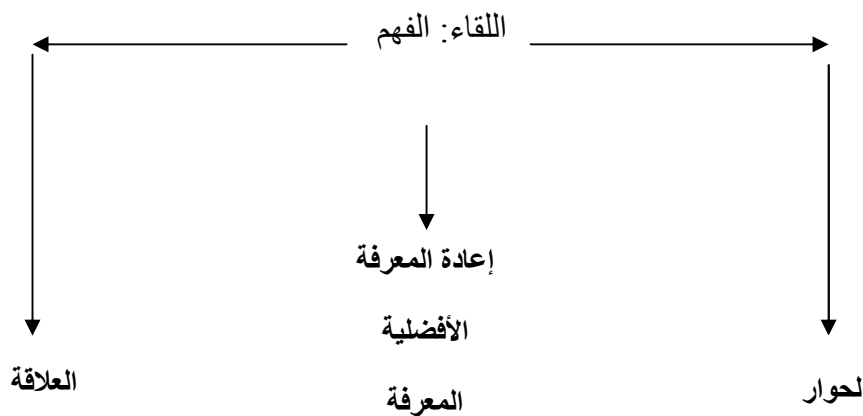 اللقاء: الفهم
إعادة المعرفة
الأفضلية
المعرفة
لحوار
العلاقة